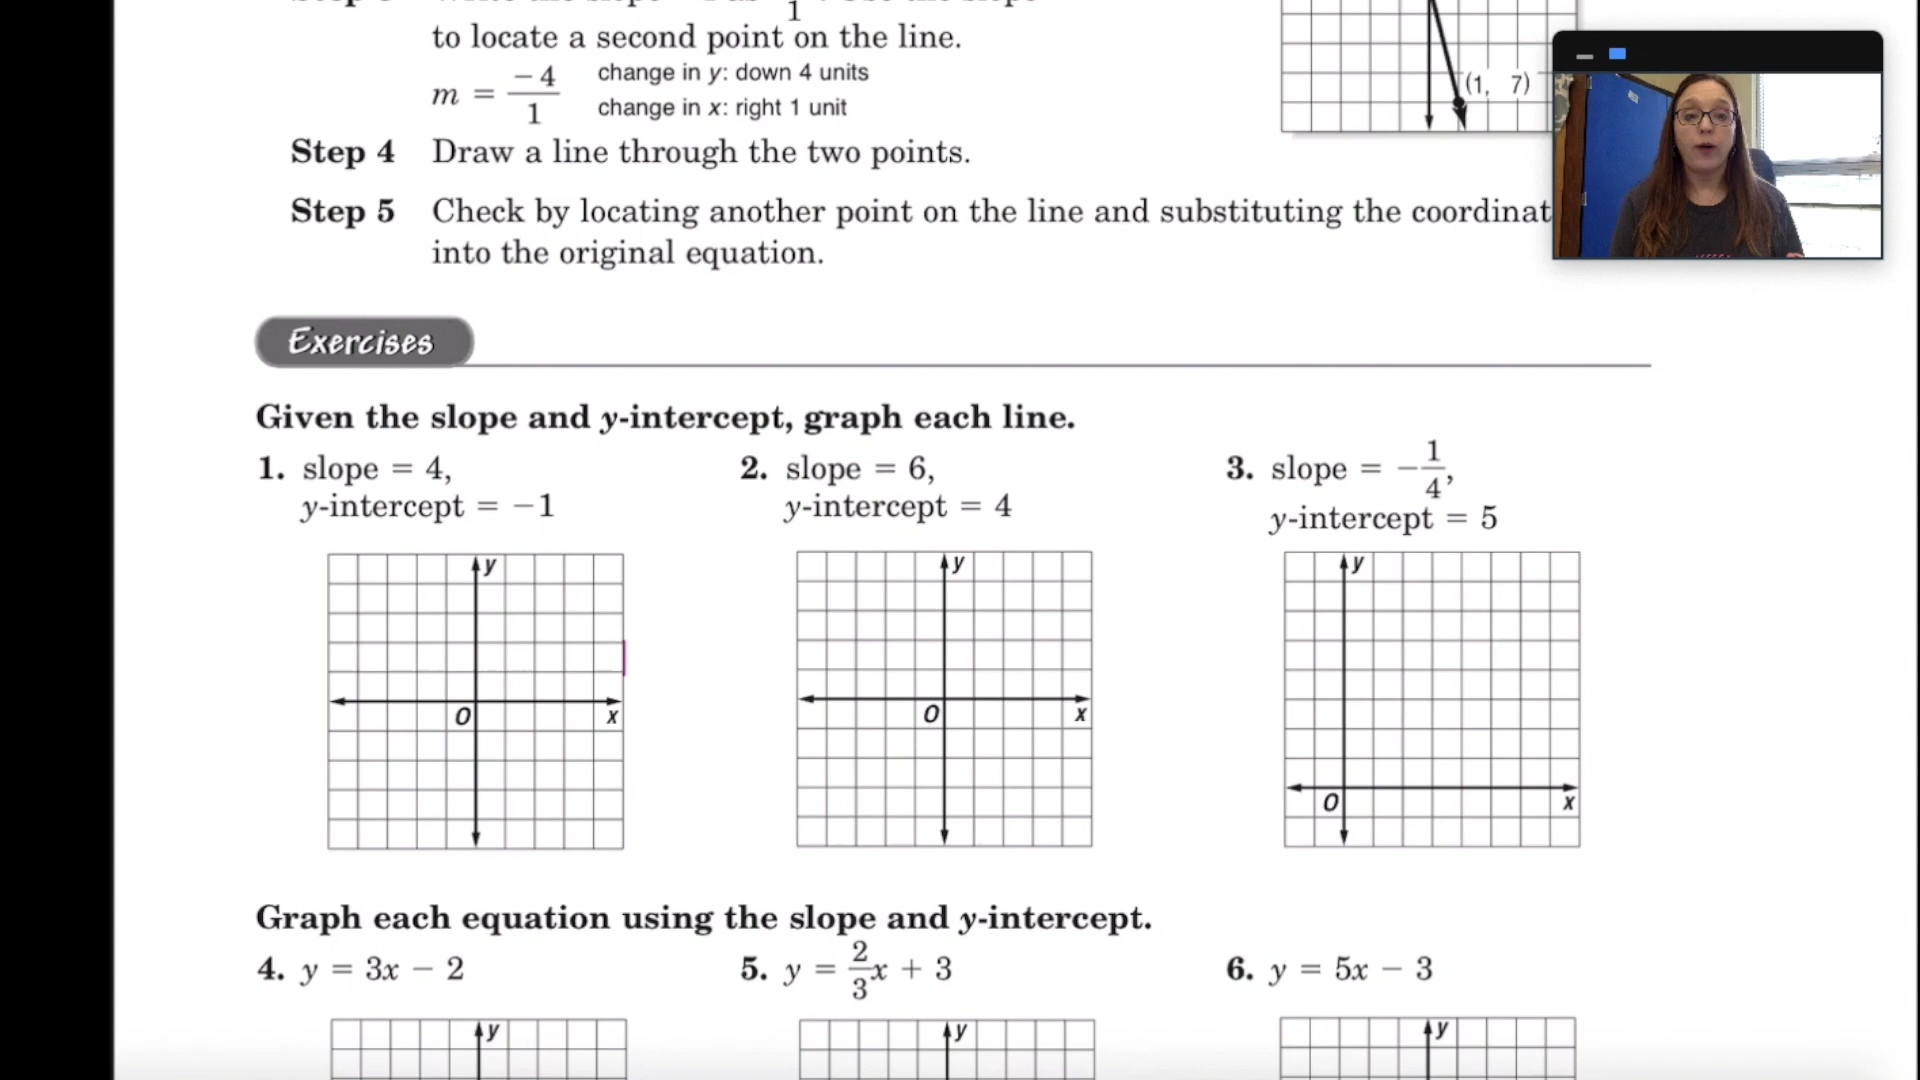 1
to locate a second point on the line.
m = −4/1 change in y: down 4 units
change in x: right 1 unit
(1, 7)
Step 4 Draw a line through the two points.
Step 5 Check by locating another point on the line and substituting the coordinat
into the original equation.
Exercises
Given the slope and y-intercept, graph each line.
1. slope = 4,
y-intercept = −1
2. slope = 6,
y-intercept = 4
3. slope = −1/4,
y-intercept = 5
y
O
x
y
O
x
y
O
x
Graph each equation using the slope and y-intercept.
4. y = 3x − 2
5. y = 2/3x + 3
6. y = 5x − 3
y
y
y